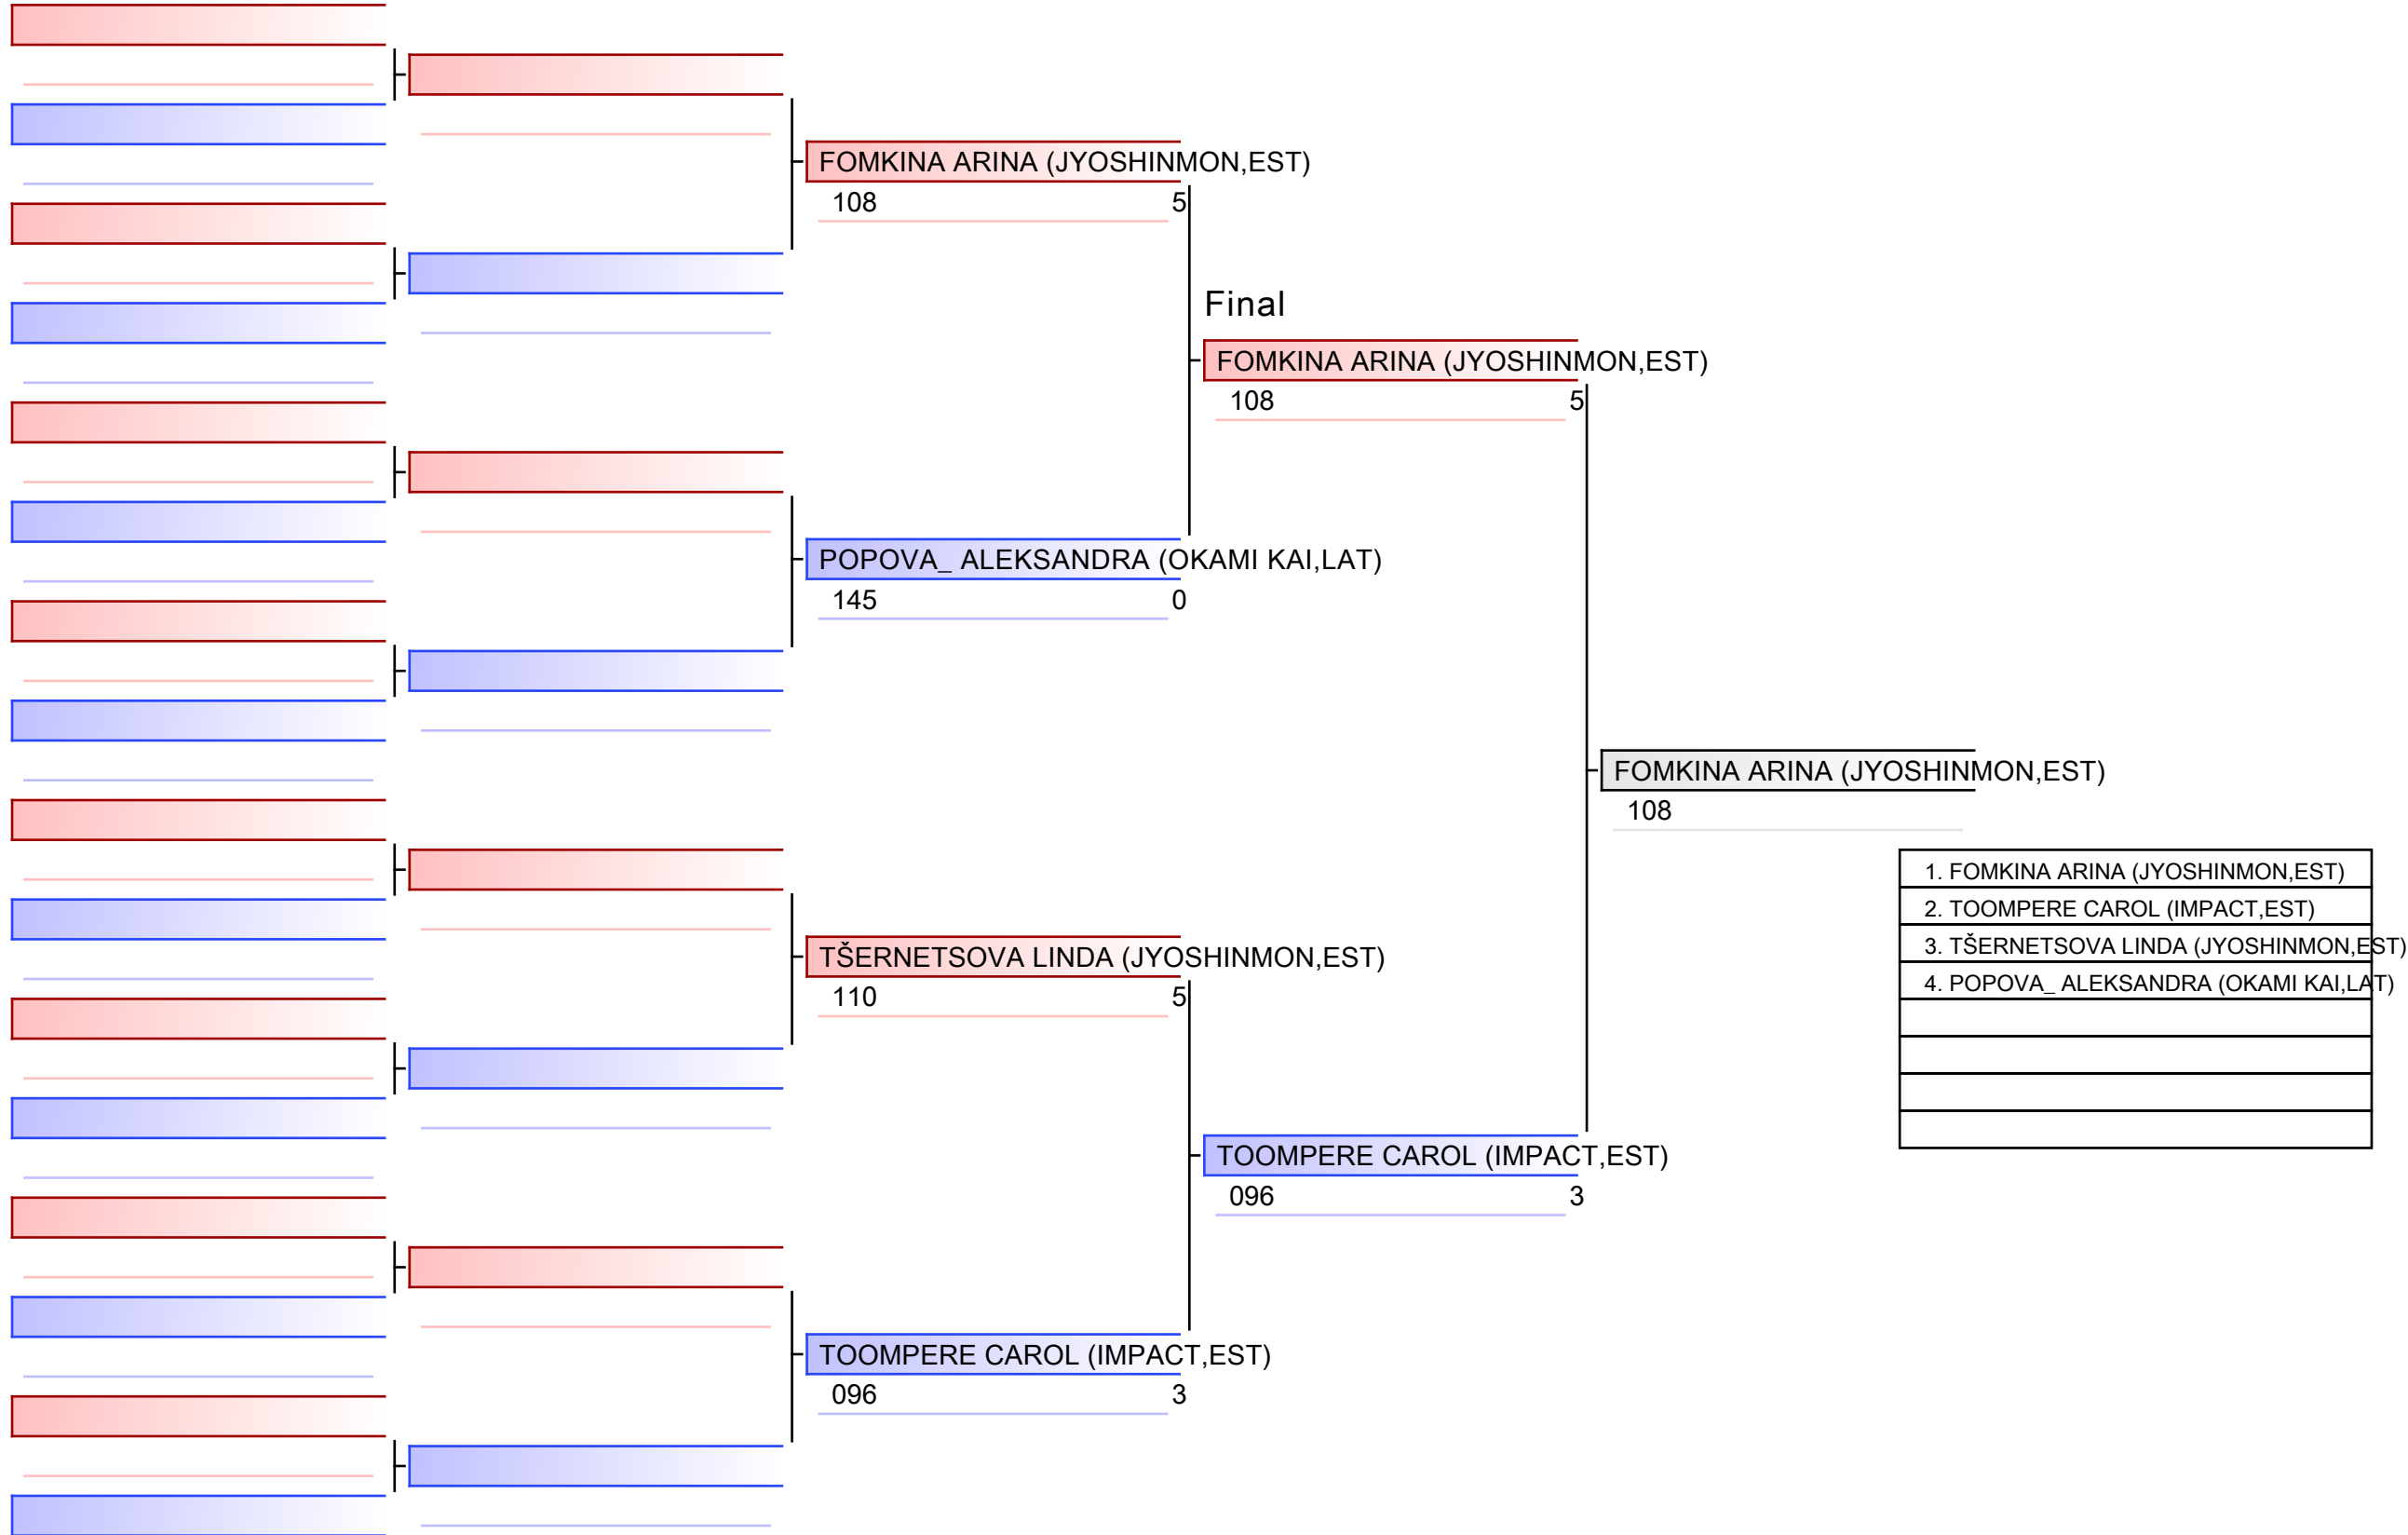 FOMKINA ARINA (JYOSHINMON,EST)
108 5
Final
FOMKINA ARINA (JYOSHINMON,EST)
108 5
POPOVA_ ALEKSANDRA (OKAMI KAI,LAT)
145 0
FOMKINA ARINA (JYOSHINMON,EST)
108
1. FOMKINA ARINA (JYOSHINMON,EST)
2. TOOMPERE CAROL (IMPACT,EST)
3. TŠERNETSOVA LINDA (JYOSHINMON,EST)
4. POPOVA_ ALEKSANDRA (OKAMI KAI,LAT)
TŠERNETSOVA LINDA (JYOSHINMON,EST)
110 5
TOOMPERE CAROL (IMPACT,EST)
096 3
TOOMPERE CAROL (IMPACT,EST)
096 3